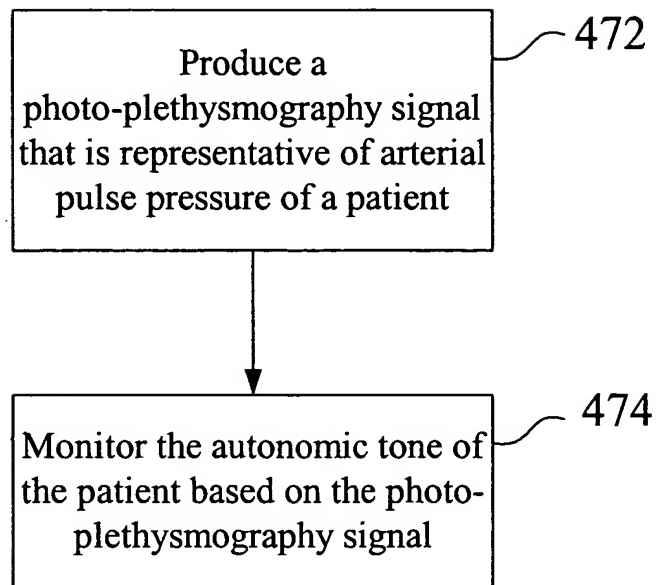 472
Produce a
photo-plethysmography signal
that is representative of arterial
pulse pressure of a patient
474
Monitor the autonomic tone of
the patient based on the photo-
plethysmography signal